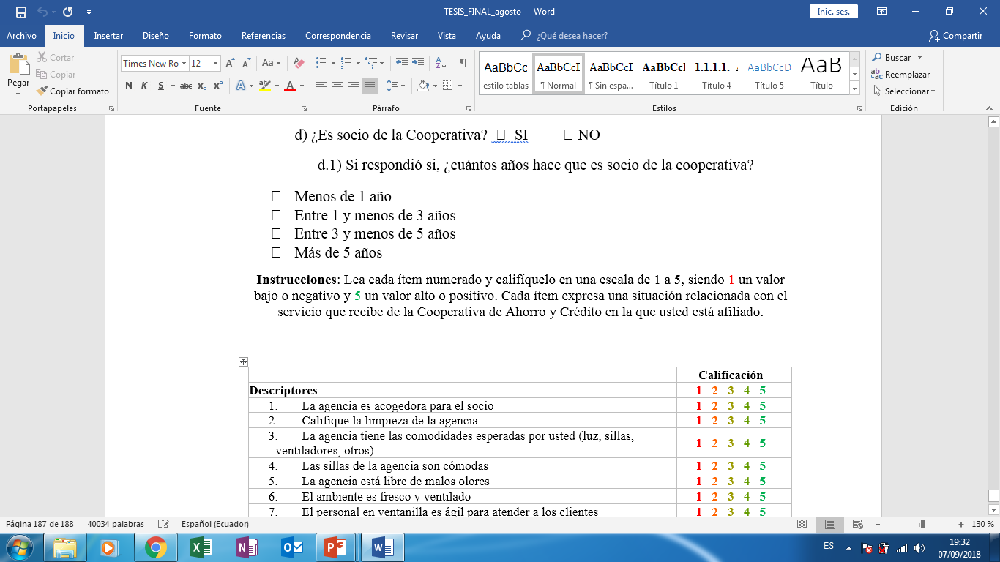 TESIS_FINAL_agosto - Word
Inic. ses.
Archivo Inicio Insertar Diseño Formato Referencias Correspondencia Revisar Vista Ayuda ¿Qué desea hacer? Compartir
Pegar
Cortar
Copiar
Copiar formato
Portapapeles
Times New Ro 12
N K S abc x₂ x²
Fuente
Párrafo
AaBbCc AaBbCcI AaBbCcI AaBbCcI 1.1.1.1. AaBbCcD AaB
estilo tablas ¶ Normal ¶ Sin espa... Título 1 Título 4 Título 5 Título
Estilos
Buscar
Reemplazar
Seleccionar
Edición
d) ¿Es socio de la Cooperativa? SI NO
d.1) Si respondió si, ¿cuántos años hace que es socio de la cooperativa?
Menos de 1 año
Entre 1 y menos de 3 años
Entre 3 y menos de 5 años
Más de 5 años
Instrucciones: Lea cada ítem numerado y califíquelo en una escala de 1 a 5, siendo 1 un valor
bajo o negativo y 5 un valor alto o positivo. Cada ítem expresa una situación relacionada con el
servicio que recibe de la Cooperativa de Ahorro y Crédito en la que usted está afiliado.
Calificación
Descriptores 1 2 3 4 5
1. La agencia es acogedora para el socio 1 2 3 4 5
2. Califique la limpieza de la agencia 1 2 3 4 5
3. La agencia tiene las comodidades esperadas por usted (luz, sillas,
ventiladores, otros) 1 2 3 4 5
4. Las sillas de la agencia son cómodas 1 2 3 4 5
5. La agencia está libre de malos olores 1 2 3 4 5
6. El ambiente es fresco y ventilado 1 2 3 4 5
7. El personal en ventanilla es ágil para atender a los clientes 1 2 3 4 5
Página 187 de 188 40034 palabras Español (Ecuador) 130 %
ES 19:32
07/09/2018